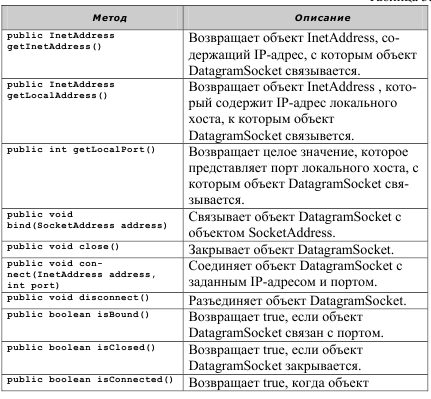 Таблица 3.
Метод Описание
public InetAddress
getInetAddress()
Возвращает объект InetAddress, со-
держащий IP-адрес, с которым объект
DatagramSocket связывается.
public InetAddress
getLocalAddress()
Возвращает объект InetAddress , кото-
рый содержит IP-адрес локального
хоста, к которым объект
DatagramSocket связывется.
public int getLocalPort()
Возвращает целое значение, которое
представляет порт локального хоста, с
которым объект DatagramSocket свя-
зывается.
public void
bind(SocketAddress address)
Связывает объект DatagramSocket с
объектом SocketAddress.
public void close()
Закрывает объект DatagramSocket.
public void con-
nect(InetAddress address,
int port)
Соединяет объект DatagramSocket с
заданным IP-адресом и портом.
public void disconnect()
Разъединяет объект DatagramSocket.
public boolean isBound()
Возвращает true, если объект
DatagramSocket связан с портом.
public boolean isClosed()
Возвращает true, если объект
DatagramSocket закрывается.
public boolean isConnected()
Возвращает true, когда объект